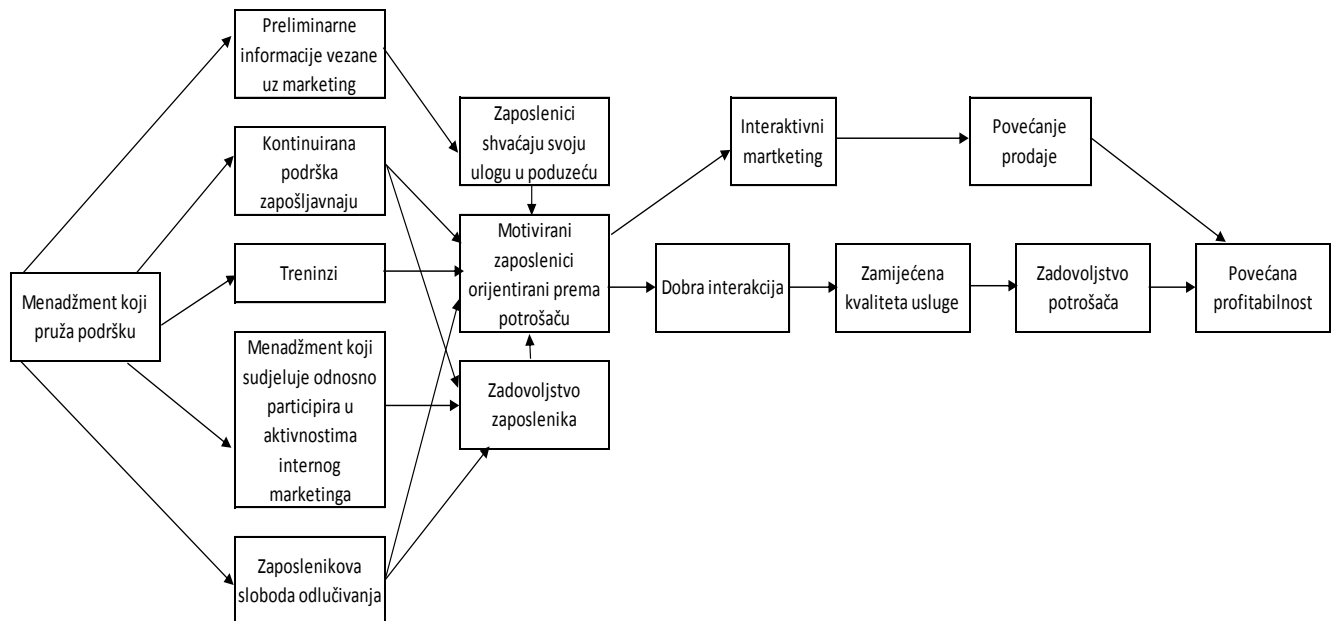 Preliminarne
informacije vezane
uz marketing
Kontinuirana
podrška
zapošljavnaju
Treninzi
Menadžment koji
pruža podršku
Menadžment koji
sudjeluje odnosno
participira u
aktivnostima
internog
marketinga
Zaposlenikova
sloboda odlučivanja
Zaposlenici
shvaćaju svoju
ulogu u poduzeću
Motivirani
zaposlenici
orijentirani prema
potrošaču
Zadovoljstvo
zaposlenika
Interaktivni
martketing
Povećanje
prodaje
Dobra interakcija
Zamijećena
kvaliteta usluge
Zadovoljstvo
potrošača
Povećana
profitabilnost